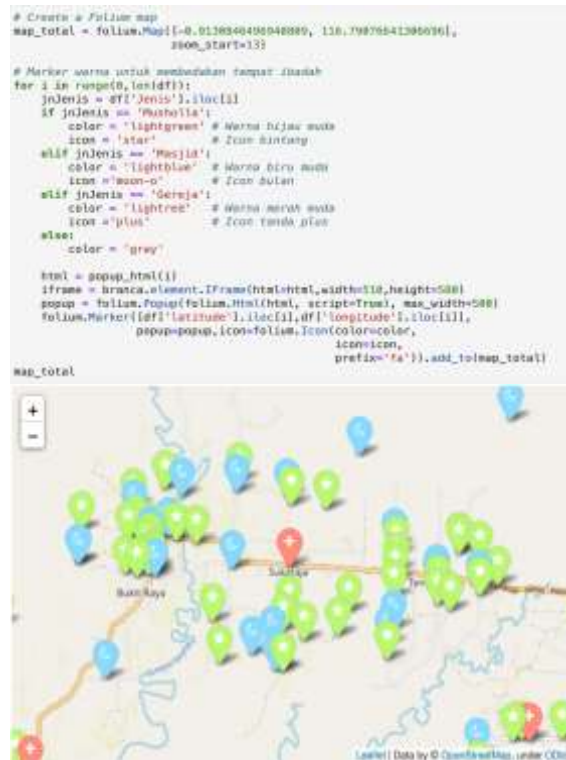 # Create a Folium map
map_total = folium.Map([-0.9130846496940809, 116.79076641306696],
zoom_start=13)
# Marker warna untuk membedakan tempat ibadah
for i in range(0,len(df)):
jnJenis = df['Jenis'].iloc[i]
if jnJenis == 'Musholla':
color = 'lightgreen' # Warna hijau muda
icon = 'star' # Icon bintang
elif jnJenis == 'Masjid':
color = 'lightblue' # Warna biru muda
icon ='moon-o' # Icon bulan
elif jnJenis == 'Gereja':
color = 'lightred' # Warna merah muda
icon ='plus' # Icon tanda plus
else:
color = 'gray'
html = popup_html(i)
iframe = branca.element.IFrame(html=html,width=510,height=500)
popup = folium.Popup(folium.Html(html, script=True), max_width=500)
folium.Marker([df['latitude'].iloc[i],df['longitude'].iloc[i]],
popup=popup,icon=folium.Icon(color=color,
icon=icon,
prefix='fa')).add_to(map_total)
map_total
+
−
Bukit Raya
Leaflet | Data by © OpenStreetMap, under ODbL